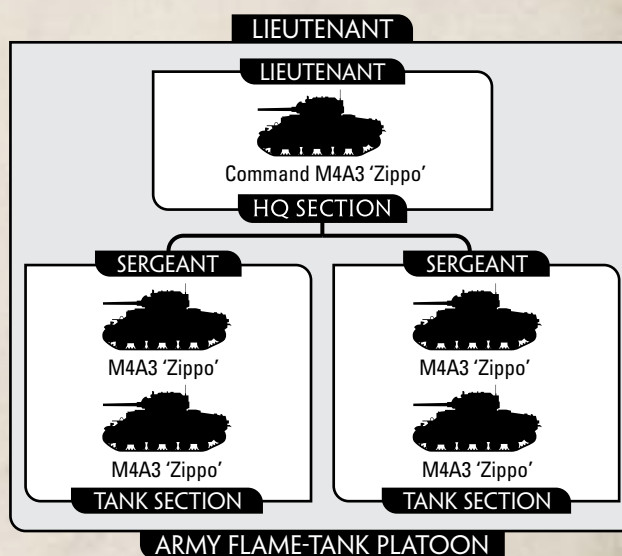 LIEUTENANT
LIEUTENANT
Command M4A3 ‘Zippo’
HQ SECTION
SERGEANT
M4A3 ‘Zippo’
M4A3 ‘Zippo’
TANK SECTION
SERGEANT
M4A3 ‘Zippo’
M4A3 ‘Zippo’
TANK SECTION
ARMY FLAME-TANK PLATOON